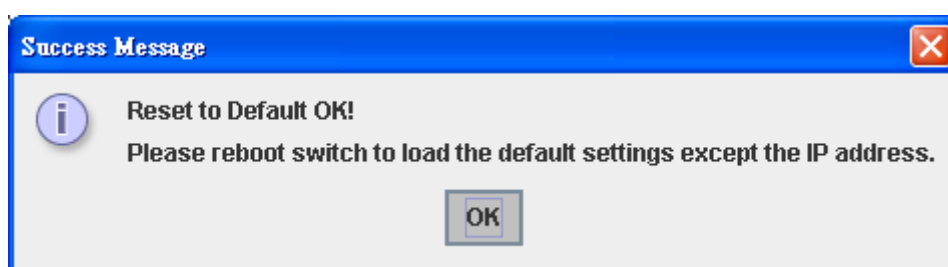 Success Message
Reset to Default OK!
Please reboot switch to load the default settings except the IP address.
OK